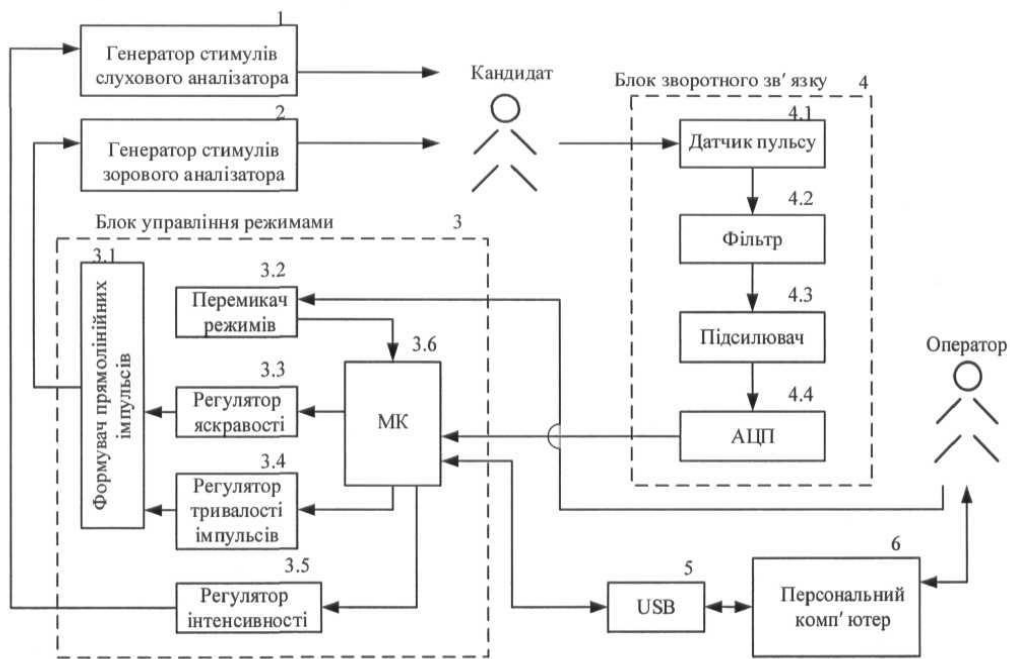 1
Генератор стимулів
слухового аналізатора
2
Генератор стимулів
зорового аналізатора
Кандидат
Блок зворотного зв' язку 4
4.1
Датчик пульсу
4.2
Фільтр
4.3
Підсилювач
4.4
АЦП
Блок управління режимами 3
3.1
Формувач прямолінійних
імпульсів
3.2
Перемикач
режимів
3.3
Регулятор
яскравості
3.4
Регулятор
тривалості
імпульсів
3.5
Регулятор
інтенсивності
3.6
МК
Оператор
5
USB
6
Персональний
комп' ютер